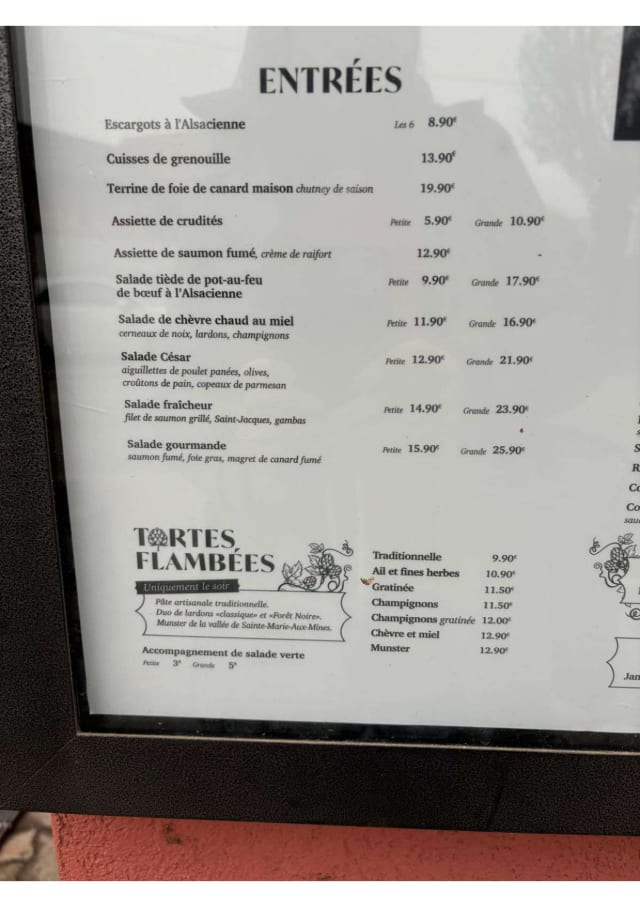 ENTRÉES
Escargots à l'Alsacienne Les 6 8.90€
Cuisses de grenouille 13.90€
Terrine de foie de canard maison chutney de saison 19.90€
Assiette de crudités Petite 5.90€ Grande 10.90€
Assiette de saumon fumé, crème de raifort 12.90€
Salade tiède de pot-au-feu Petite 9.90€ Grande 17.90€
de bœuf à l'Alsacienne
Salade de chèvre chaud au miel Petite 11.90€ Grande 16.90€
cerneaux de noix, lardons, champignons
Salade César Petite 12.90€ Grande 21.90€
aiguillettes de poulet panées, olives,
croûtons de pain, copeaux de parmesan
Salade fraîcheur Petite 14.90€ Grande 23.90€
filet de saumon grillé, Saint-Jacques, gambas
Salade gourmande Petite 15.90€ Grande 25.90€
saumon fumé, foie gras, magret de canard fumé
TARTES
FLAMBÉES
Uniquement le soir
Pâte artisanale traditionnelle.
Duo de lardons «classique» et «Forêt Noire».
Munster de la vallée de Sainte-Marie-Aux-Mines.
Accompagnement de salade verte
Petite 3€ Grande 5€
Traditionnelle 9.90€
Ail et fines herbes 10.90€
Gratinée 11.50€
Champignons 11.50€
Champignons gratinée 12.00€
Chèvre et miel 12.90€
Munster 12.90€